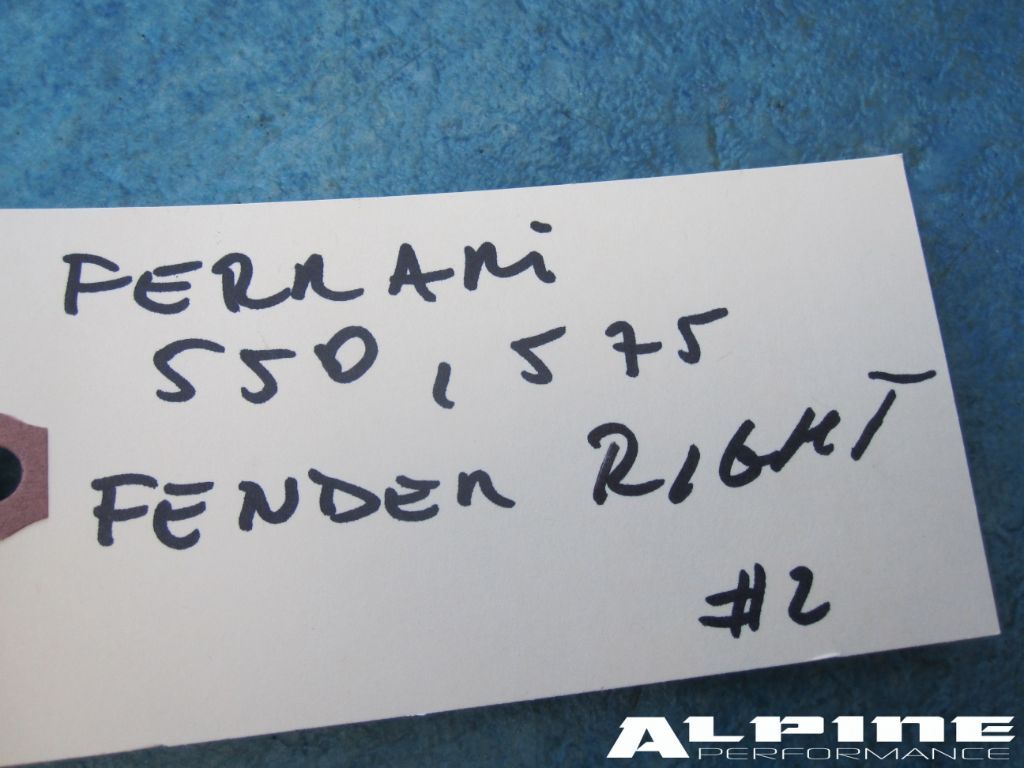 FERRARi
550, 575
FENDER RIGHT
#2
ALPINE
PERFORMANCE